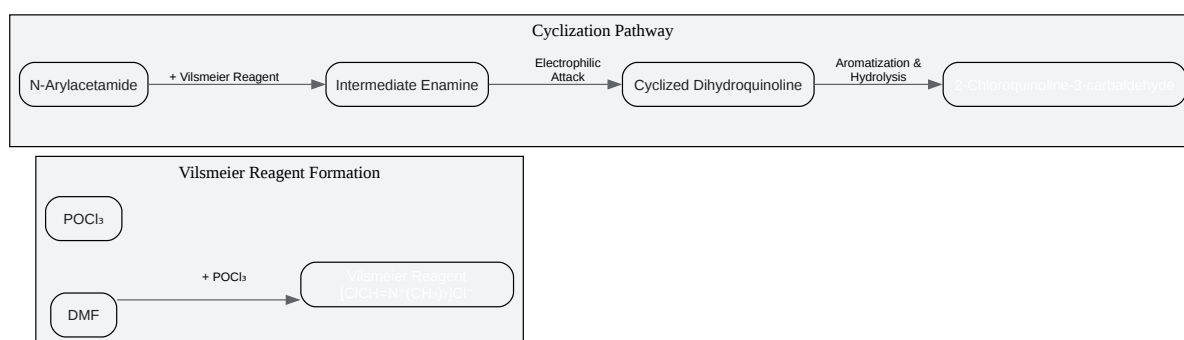 Cyclization Pathway
N-Arylacetamide
+ Vilsmeier Reagent
Intermediate Enamine
Electrophilic
Attack
Cyclized Dihydroquinoline
Aromatization &
Hydrolysis
2-Chloroquinoline-3-carbaldehyde
Vilsmeier Reagent Formation
POCl₃
DMF
+ POCl₃
Vilsmeier Reagent
[ClCH=N⁺(CH₃)₂]Cl⁻